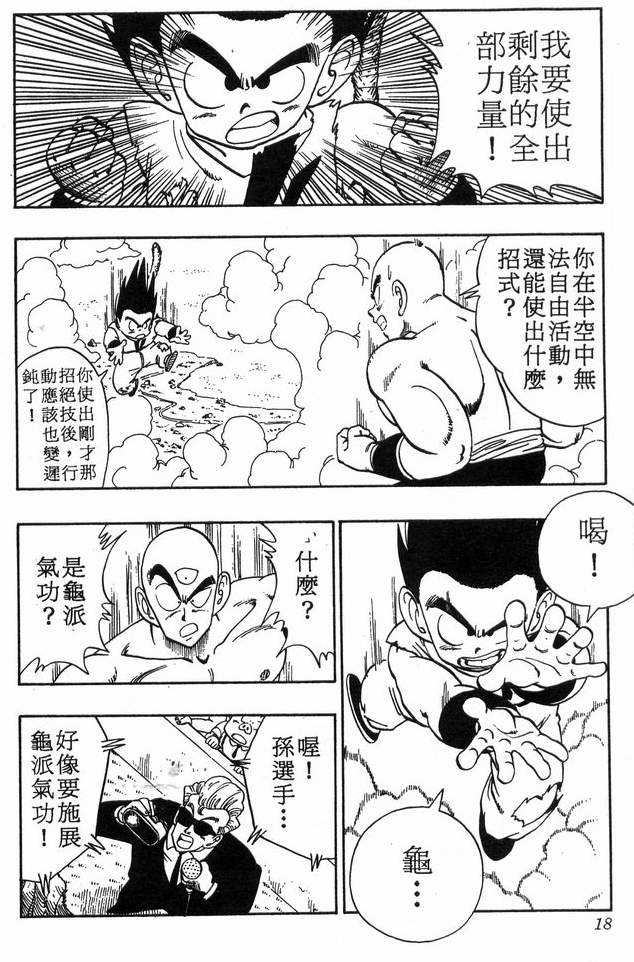 我要使出
剩餘的全
部力量！
你在半空中無
法自由活動，
還能使出什麼
招式？
你使出剛才那
招絕技後，行
動應該也變遲
鈍了！
喝！
龜…
什麼？
是龜派
氣功？
喔！
孫選手…
好像要施展
龜派氣功！
18